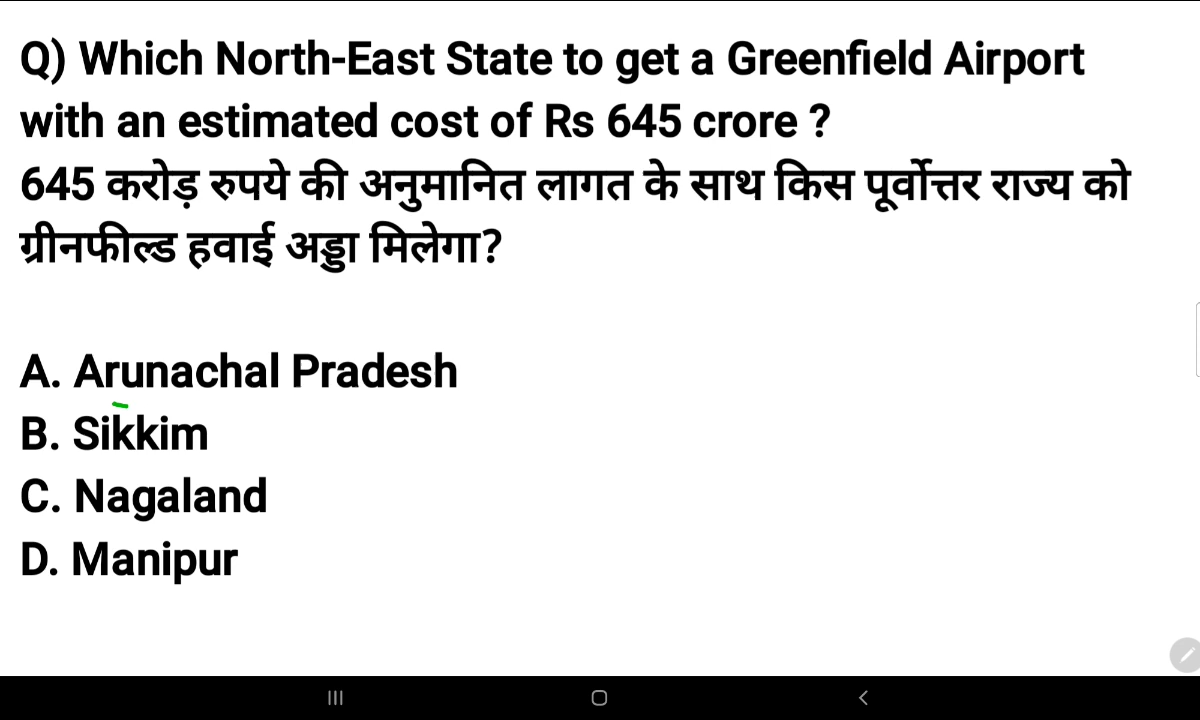 Q) Which North-East State to get a Greenfield Airport
with an estimated cost of Rs 645 crore ?
645 करोड़ रुपये की अनुमानित लागत के साथ किस पूर्वोत्तर राज्य को
ग्रीनफील्ड हवाई अड्डा मिलेगा?
A. Arunachal Pradesh
B. Sikkim
C. Nagaland
D. Manipur